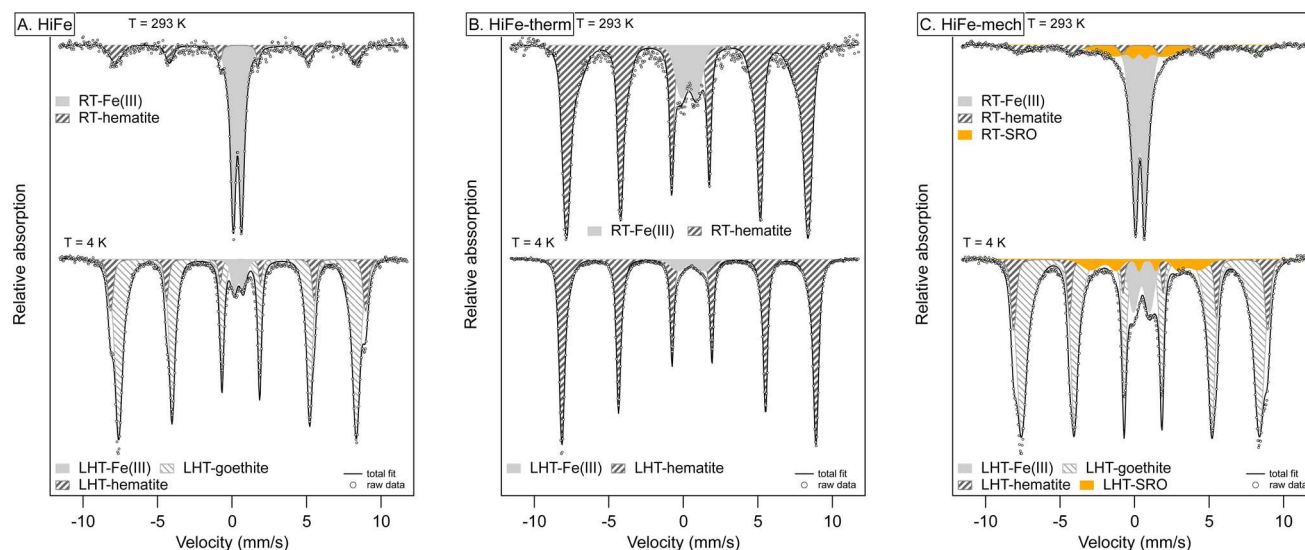 A. HiFe
T = 293 K
RT-Fe(III)
RT-hematite
T = 4 K
LHT-Fe(III) LHT-goethite
LHT-hematite
total fit
raw data
Relative absorption
-10 -5 0 5 10
Velocity (mm/s)
B. HiFe-therm
T = 293 K
RT-Fe(III) RT-hematite
T = 4 K
LHT-Fe(III) LHT-hematite
total fit
raw data
Relative absorption
-10 -5 0 5 10
Velocity (mm/s)
C. HiFe-mech
T = 293 K
RT-Fe(III)
RT-hematite
RT-SRO
T = 4 K
LHT-Fe(III) LHT-goethite
LHT-hematite LHT-SRO
total fit
raw data
Relative absorption
-10 -5 0 5 10
Velocity (mm/s)